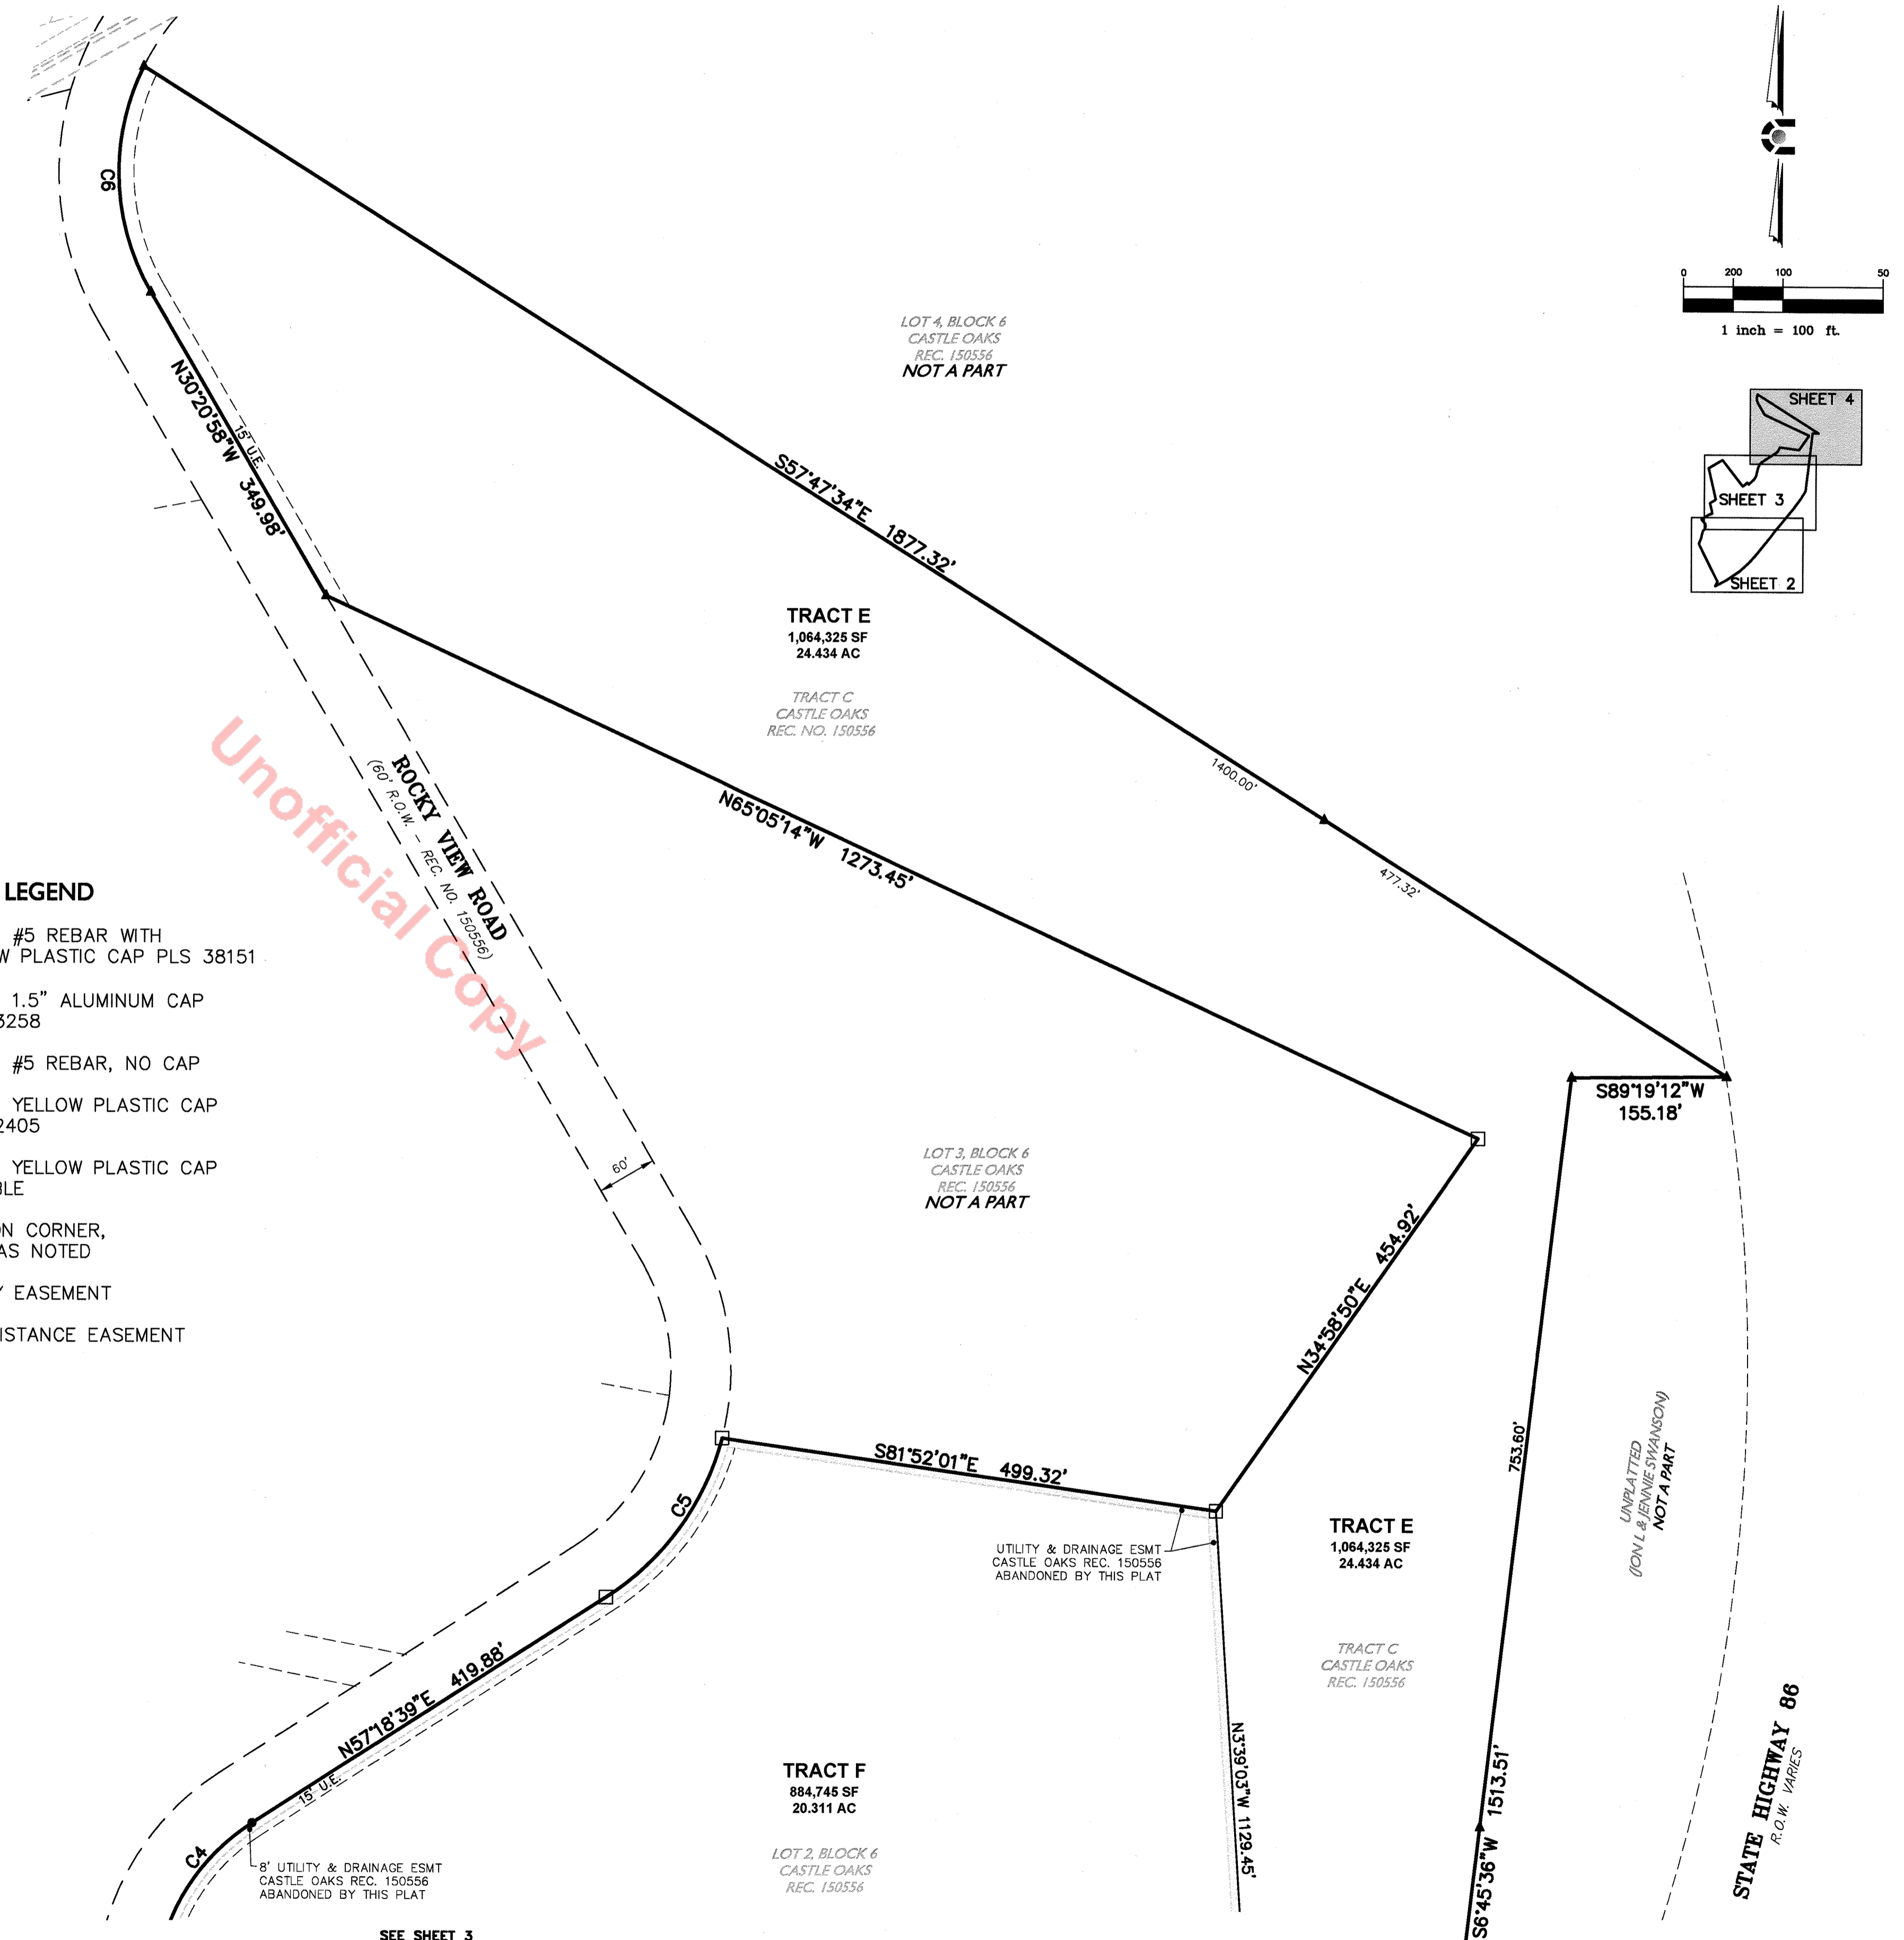 C6
N30°20'58"W 349.98'
15' U.E.
S57°47'34"E 1877.32'
LOT 4, BLOCK 6
CASTLE OAKS
REC. 150556
NOT A PART
0 200 100 50
1 inch = 100 ft.
SHEET 4
SHEET 3
SHEET 2
TRACT E
1,064,325 SF
24.434 AC
TRACT C
CASTLE OAKS
REC. NO. 150556
1400.00'
477.32'
N65°05'14"W 1273.45'
ROCKY VIEW ROAD
(60' R.O.W. - REC. NO. 150556)
Unofficial Copy
LEGEND
#5 REBAR WITH
W PLASTIC CAP PLS 38151
1.5" ALUMINUM CAP
3258
#5 REBAR, NO CAP
YELLOW PLASTIC CAP
2405
YELLOW PLASTIC CAP
BLE
ON CORNER,
AS NOTED
Y EASEMENT
ISTANCE EASEMENT
60'
S89°19'12"W
155.18'
LOT 3, BLOCK 6
CASTLE OAKS
REC. 150556
NOT A PART
N34°58'50"E 454.92'
S81°52'01"E 499.32'
C5
753.60'
UNPLATTED
(JON L & JENNIE SWANSON)
NOT A PART
UTILITY & DRAINAGE ESMT
CASTLE OAKS REC. 150556
ABANDONED BY THIS PLAT
TRACT E
1,064,325 SF
24.434 AC
TRACT C
CASTLE OAKS
REC. 150556
N57°18'39"E 419.88'
15' U.E.
C4
8' UTILITY & DRAINAGE ESMT
CASTLE OAKS REC. 150556
ABANDONED BY THIS PLAT
TRACT F
884,745 SF
20.311 AC
LOT 2, BLOCK 6
CASTLE OAKS
REC. 150556
N3°39'03"W 1129.45'
S6°45'36"W 1513.51'
STATE HIGHWAY 86
R.O.W. VARIES
SEE SHEET 3